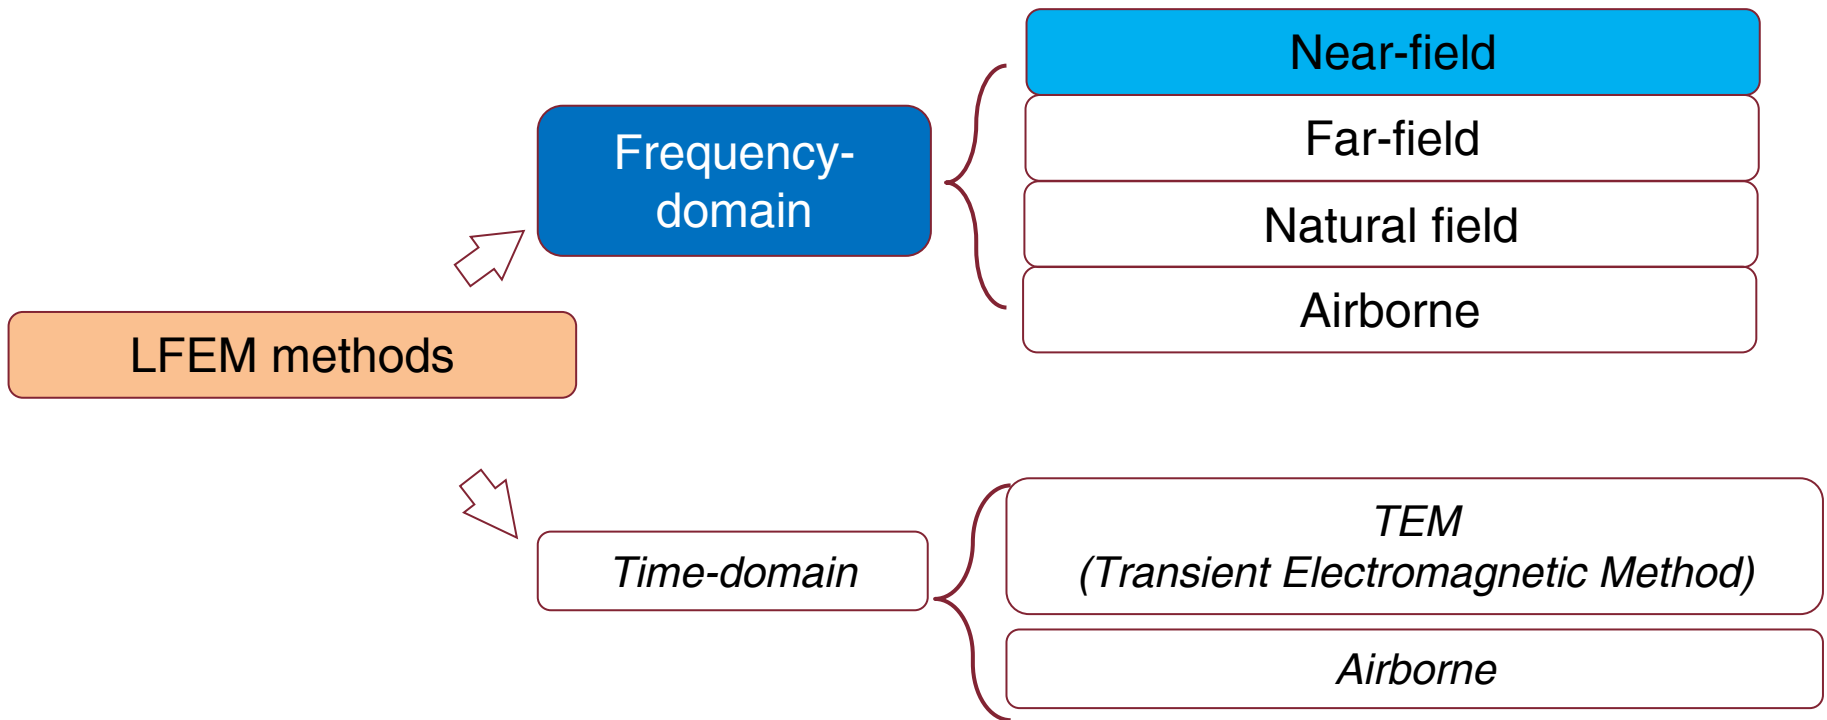 Near-field
Frequency-
domain
Far-field
Natural field
Airborne
LFEM methods
TEM
(Transient Electromagnetic Method)
Time-domain
Airborne